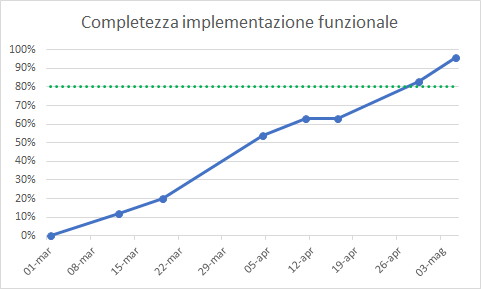 Completezza implementazione funzionale
100%
90%
80%
70%
60%
50%
40%
30%
20%
10%
0%
01-mar
08-mar
15-mar
22-mar
29-mar
05-apr
12-apr
19-apr
26-apr
03-mag